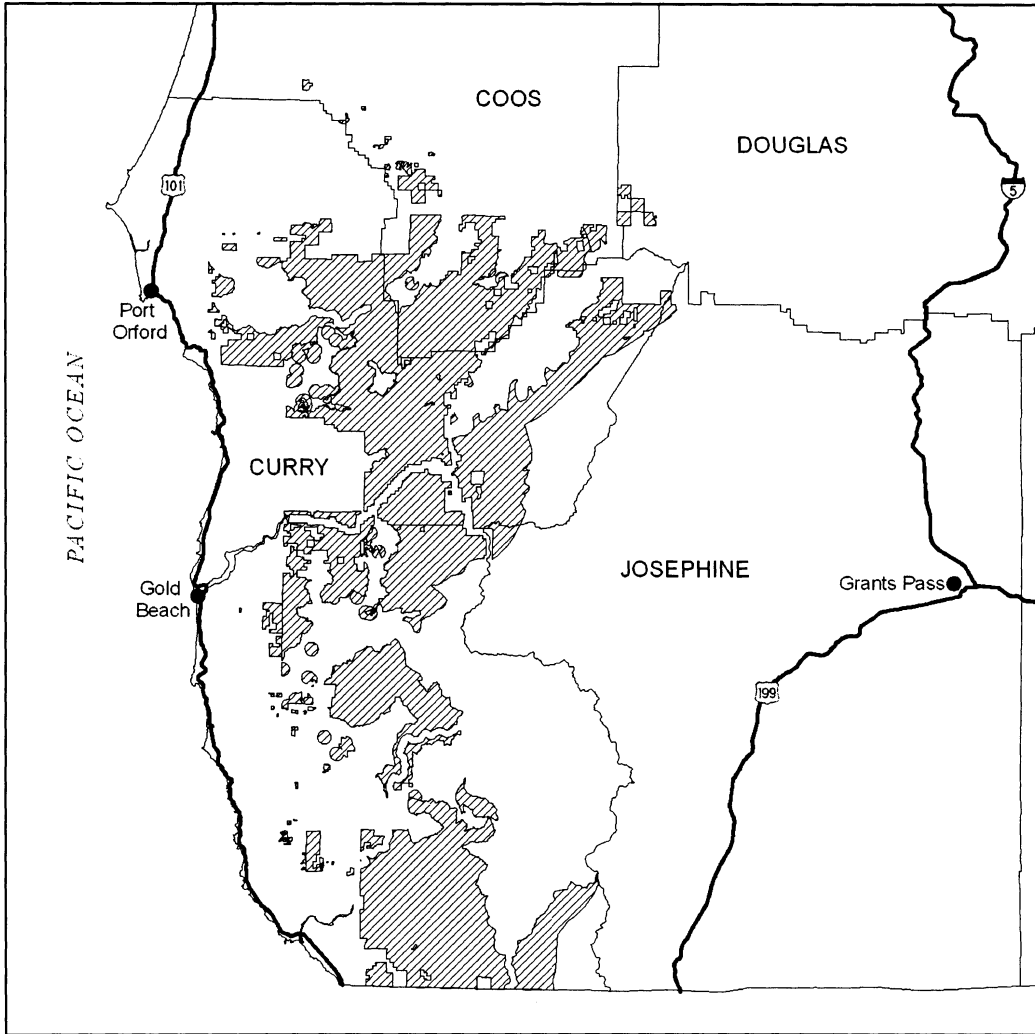 COOS
DOUGLAS
101
5
Port
Orford
PACIFIC OCEAN
CURRY
JOSEPHINE
Gold
Beach
Grants Pass
199